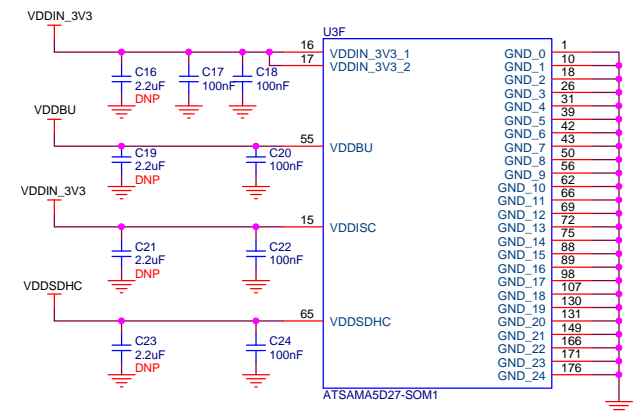 VDDIN_3V3
U3F
16 VDDIN_3V3_1
17 VDDIN_3V3_2
C16
2.2uF
DNP
C17
100nF
C18
100nF
VDDBU
55 VDDBU
C19
2.2uF
DNP
C20
100nF
VDDIN_3V3
15 VDDISC
C21
2.2uF
DNP
C22
100nF
VDDSDHC
65 VDDSDHC
C23
2.2uF
DNP
C24
100nF
GND_0 1
GND_1 10
GND_2 18
GND_3 26
GND_4 31
GND_5 39
GND_6 42
GND_7 43
GND_8 50
GND_9 56
GND_10 62
GND_11 66
GND_12 69
GND_13 72
GND_14 75
GND_15 88
GND_16 89
GND_17 98
GND_18 107
GND_19 130
GND_20 131
GND_21 149
GND_22 166
GND_23 171
GND_24 176
ATSAMA5D27-SOM1